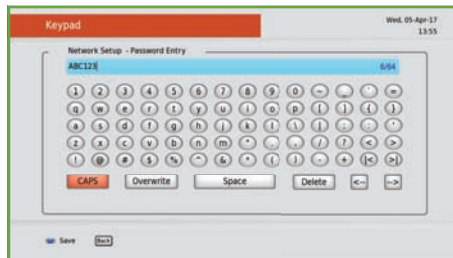 Keypad
Wed, 05-Apr-17
13:55
Network Setup - Password Entry
ABC123
6/64
1 2 3 4 5 6 7 8 9 0
q w e r t y u i o p [ ] { }
a s d f g h j k l \ | : ;
z x c v b n m / ? < >
! @ # $ % ^ & * ( ) - + |< >|
CAPS Overwrite Space Delete <-- -->
Save Back